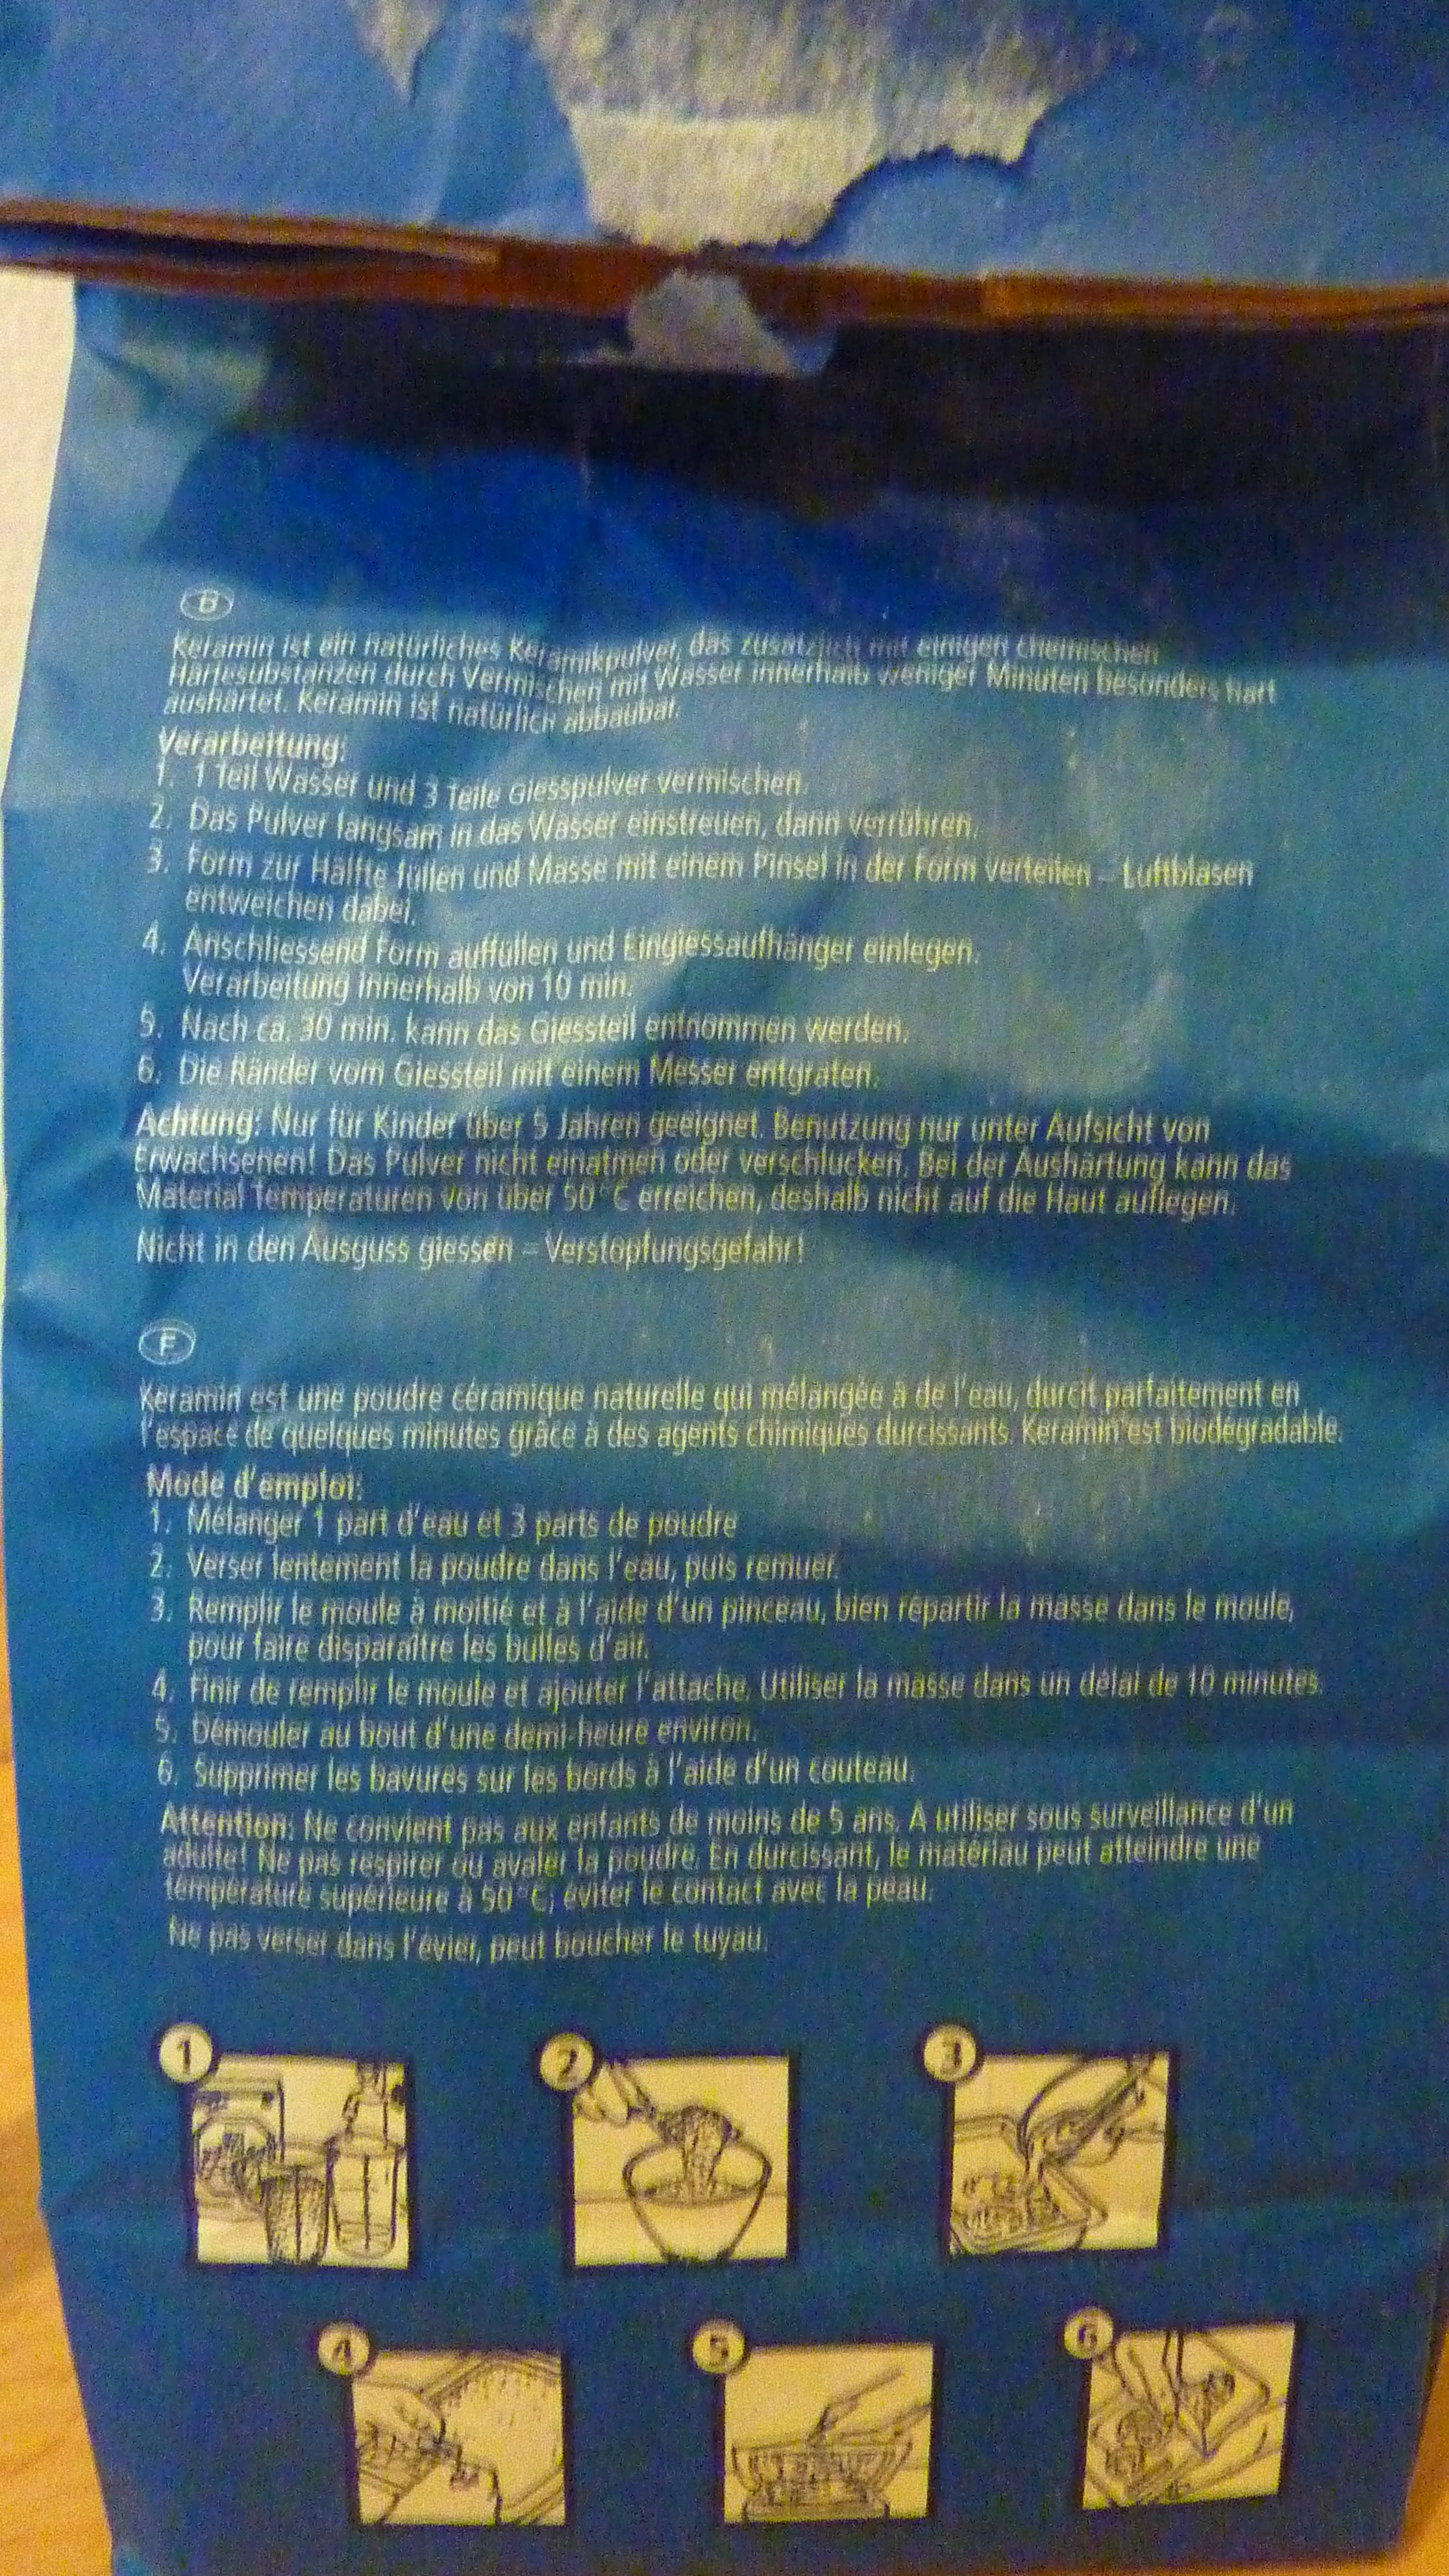 D
Keramin ist ein natürliches Keramikpulver, das zusätzlich mit einigen chemischen
Härtesubstanzen durch Vermischen mit Wasser innerhalb weniger Minuten besonders hart
aushärtet. Keramin ist natürlich abbaubar.
Verarbeitung:
1. 1 Teil Wasser und 3 Teile Giesspulver vermischen.
2. Das Pulver langsam in das Wasser einstreuen, dann verrühren.
3. Form zur Hälfte füllen und Masse mit einem Pinsel in der Form verteilen – Luftblasen
entweichen dabei.
4. Anschliessend Form auffüllen und Eingiessaufhänger einlegen.
Verarbeitung innerhalb von 10 min.
5. Nach ca. 30 min. kann das Giessteil entnommen werden.
6. Die Ränder vom Giessteil mit einem Messer entgraten.
Achtung: Nur für Kinder über 5 Jahren geeignet. Benutzung nur unter Aufsicht von
Erwachsenen! Das Pulver nicht einatmen oder verschlucken. Bei der Aushärtung kann das
Material Temperaturen von über 50°C erreichen, deshalb nicht auf die Haut auflegen.
Nicht in den Ausguss giessen – Verstopfungsgefahr!
F
Keramin est une poudre céramique naturelle qui mélangée à de l'eau, durcit parfaitement en
l'espace de quelques minutes grâce à des agents chimiques durcissants. Keramin est biodégradable.
Mode d'emploi:
1. Mélanger 1 part d'eau et 3 parts de poudre
2. Verser lentement la poudre dans l'eau, puis remuer.
3. Remplir le moule à moitié et à l'aide d'un pinceau, bien répartir la masse dans le moule,
pour faire disparaître les bulles d'air.
4. Finir de remplir le moule et ajouter l'attache. Utiliser la masse dans un délai de 10 minutes.
5. Démouler au bout d'une demi-heure environ.
6. Supprimer les bavures sur les bords à l'aide d'un couteau.
Attention: Ne convient pas aux enfants de moins de 5 ans. A utiliser sous surveillance d'un
adulte! Ne pas respirer ou avaler la poudre. En durcissant, le matériau peut atteindre une
température supérieure à 50°C; éviter le contact avec la peau.
Ne pas verser dans l'évier, peut boucher le tuyau.
1
2
3
4
5
6